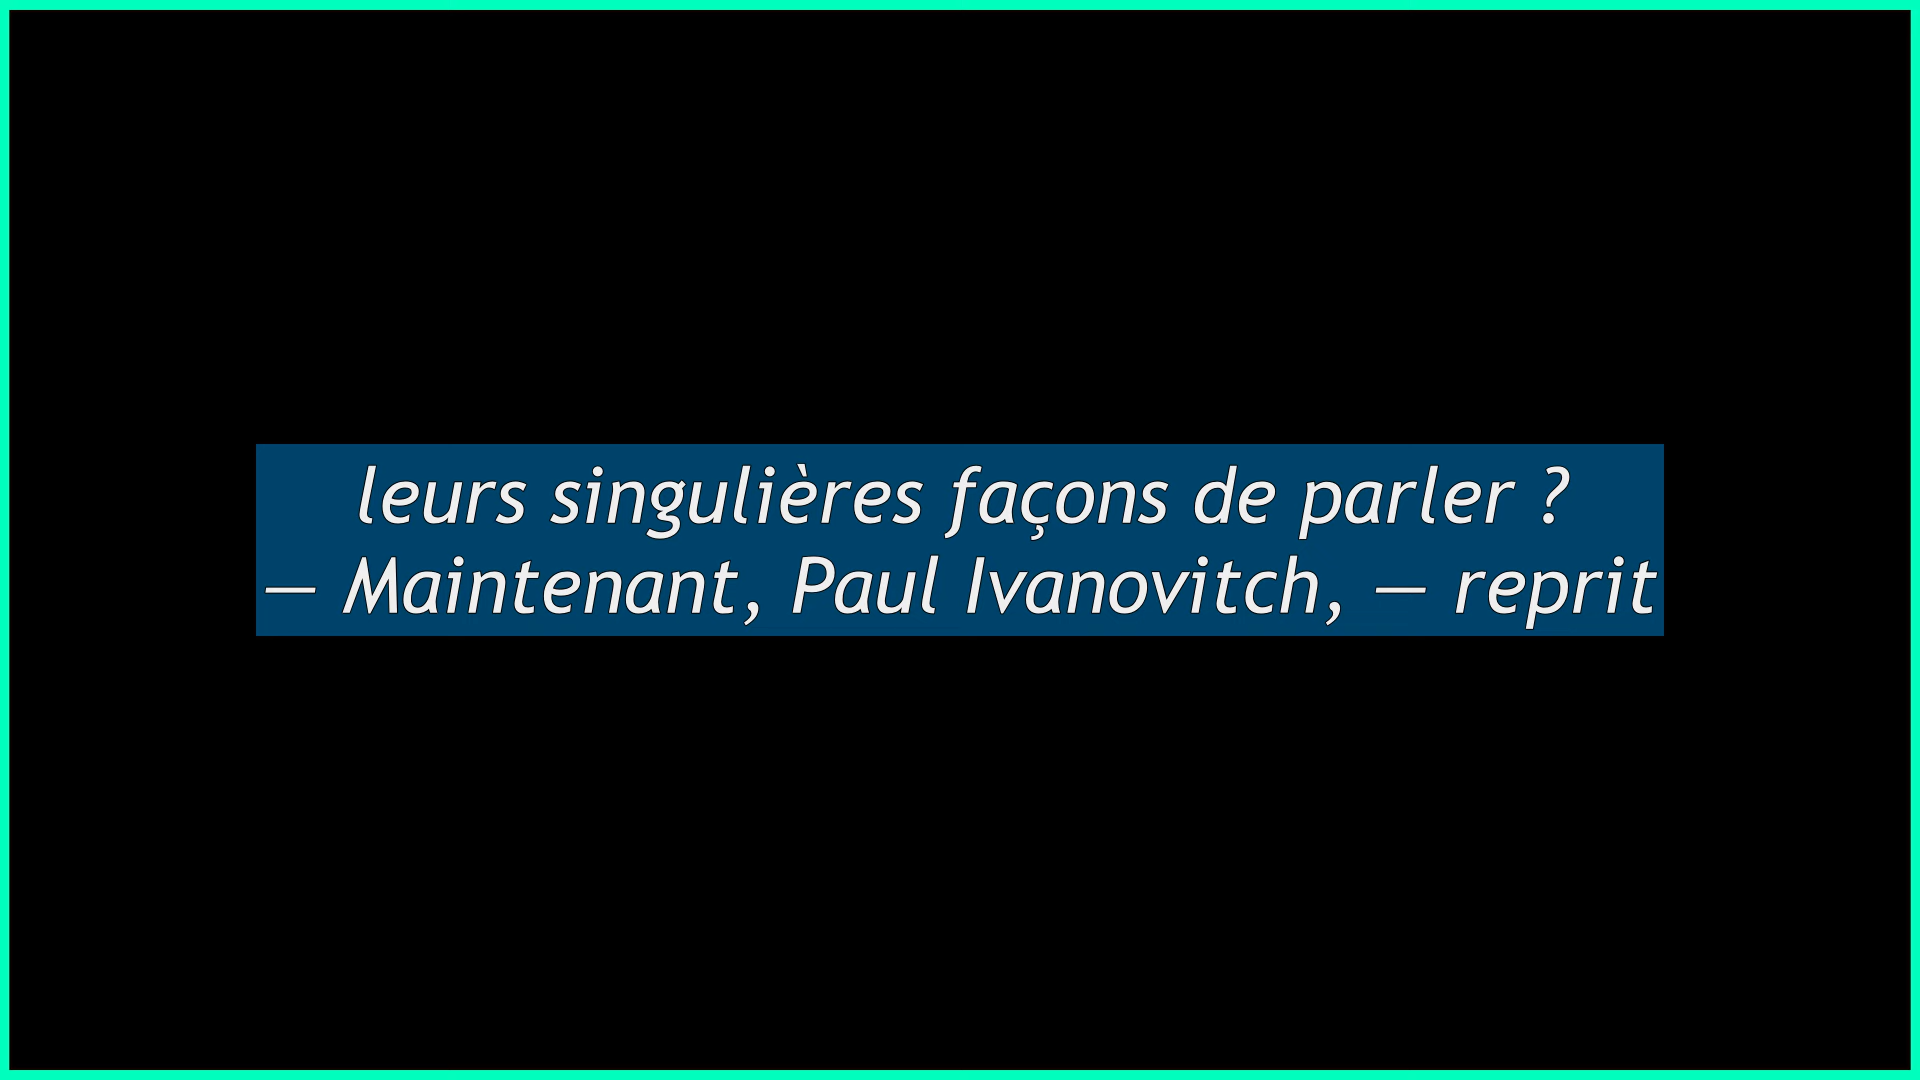 leurs singulières façons de parler ?
— Maintenant, Paul Ivanovitch, — reprit